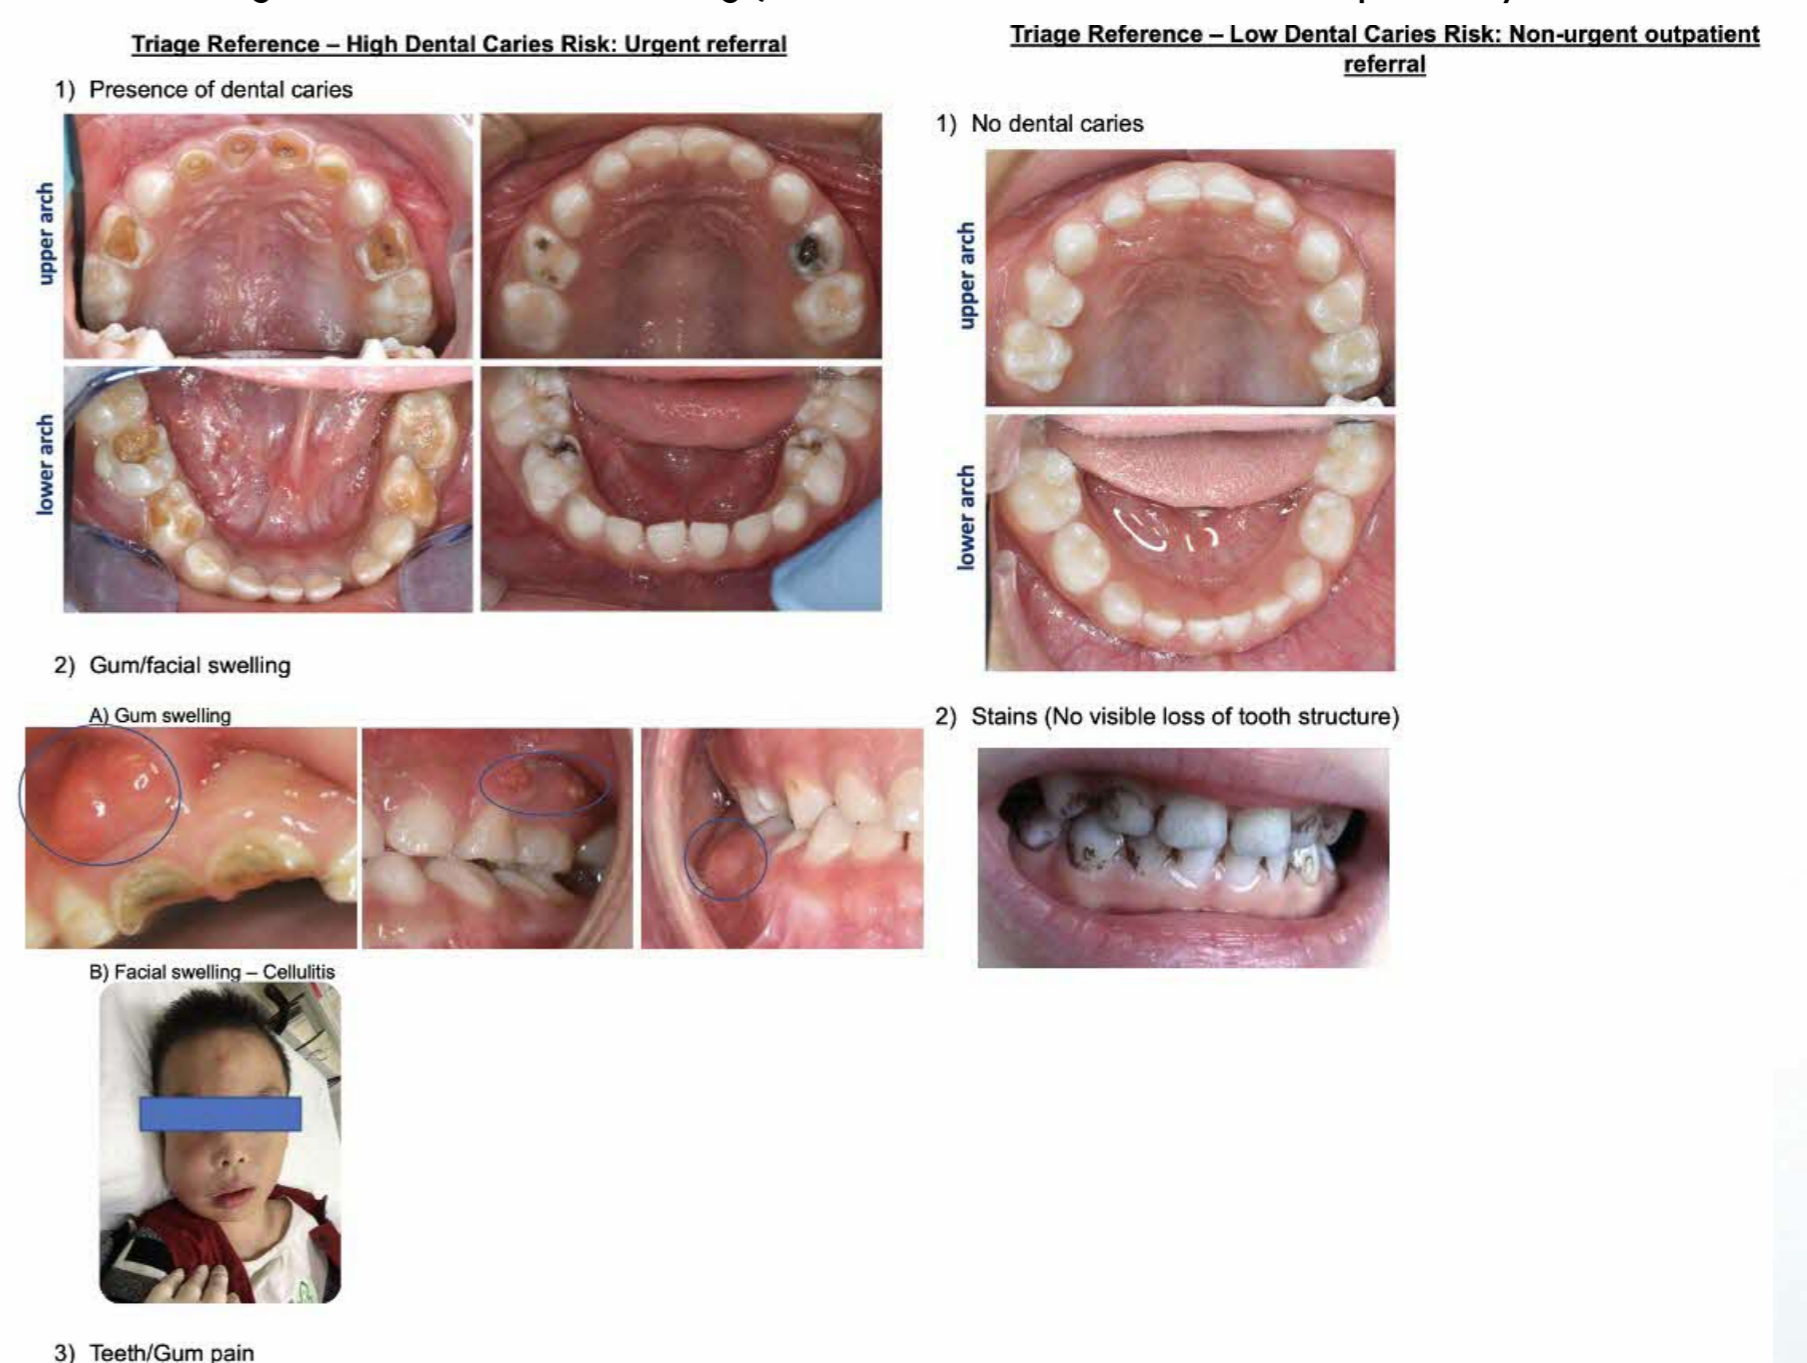 Triage Reference – High Dental Caries Risk: Urgent referral
1) Presence of dental caries
upper arch
lower arch
2) Gum/facial swelling
A) Gum swelling
B) Facial swelling – Cellulitis
3) Teeth/Gum pain
Triage Reference – Low Dental Caries Risk: Non-urgent outpatient
referral
1) No dental caries
upper arch
lower arch
2) Stains (No visible loss of tooth structure)